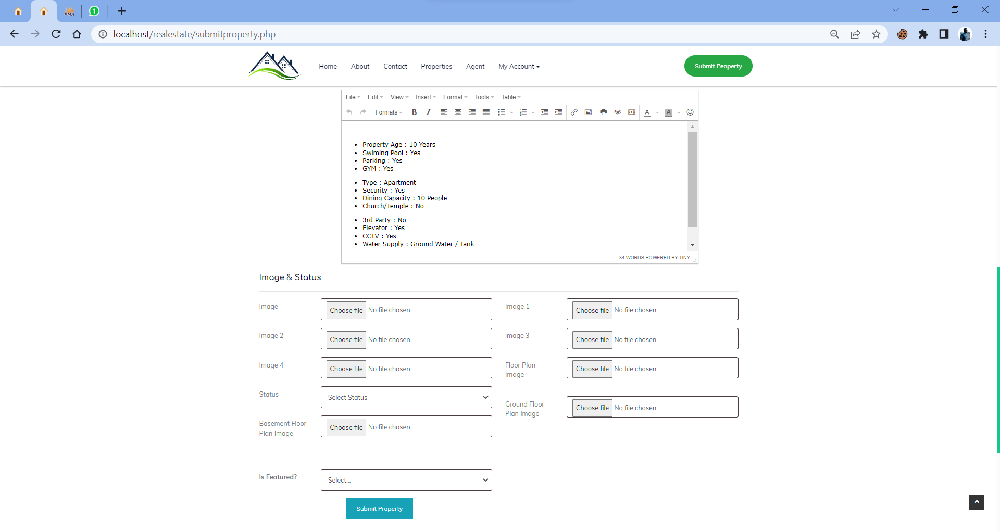 PMA
1
localhost/realestate/submitproperty.php
Home About Contact Properties Agent My Account
Submit Peoperty
File Edit View Insert Format Tools Table
Formats B I A A
Property Age : 10 Years
Swiming Pool : Yes
Parking : Yes
GYM : Yes
Type : Apartment
Security : Yes
Dining Capacity : 10 People
Church/Temple : No
3rd Party : No
Elevator : Yes
CCTV : Yes
Water Supply : Ground Water / Tank
34 WORDS POWERED BY TINY
Image & Status
Image Choose file No file chosen
Image 1 Choose file No file chosen
Image 2 Choose file No file chosen
image 3 Choose file No file chosen
Image 4 Choose file No file chosen
Floor Plan
Image
Choose file No file chosen
Status Select Status
Ground Floor
Plan Image
Choose file No file chosen
Basement Floor
Plan Image
Choose file No file chosen
Is Featured? Select...
Submit Property